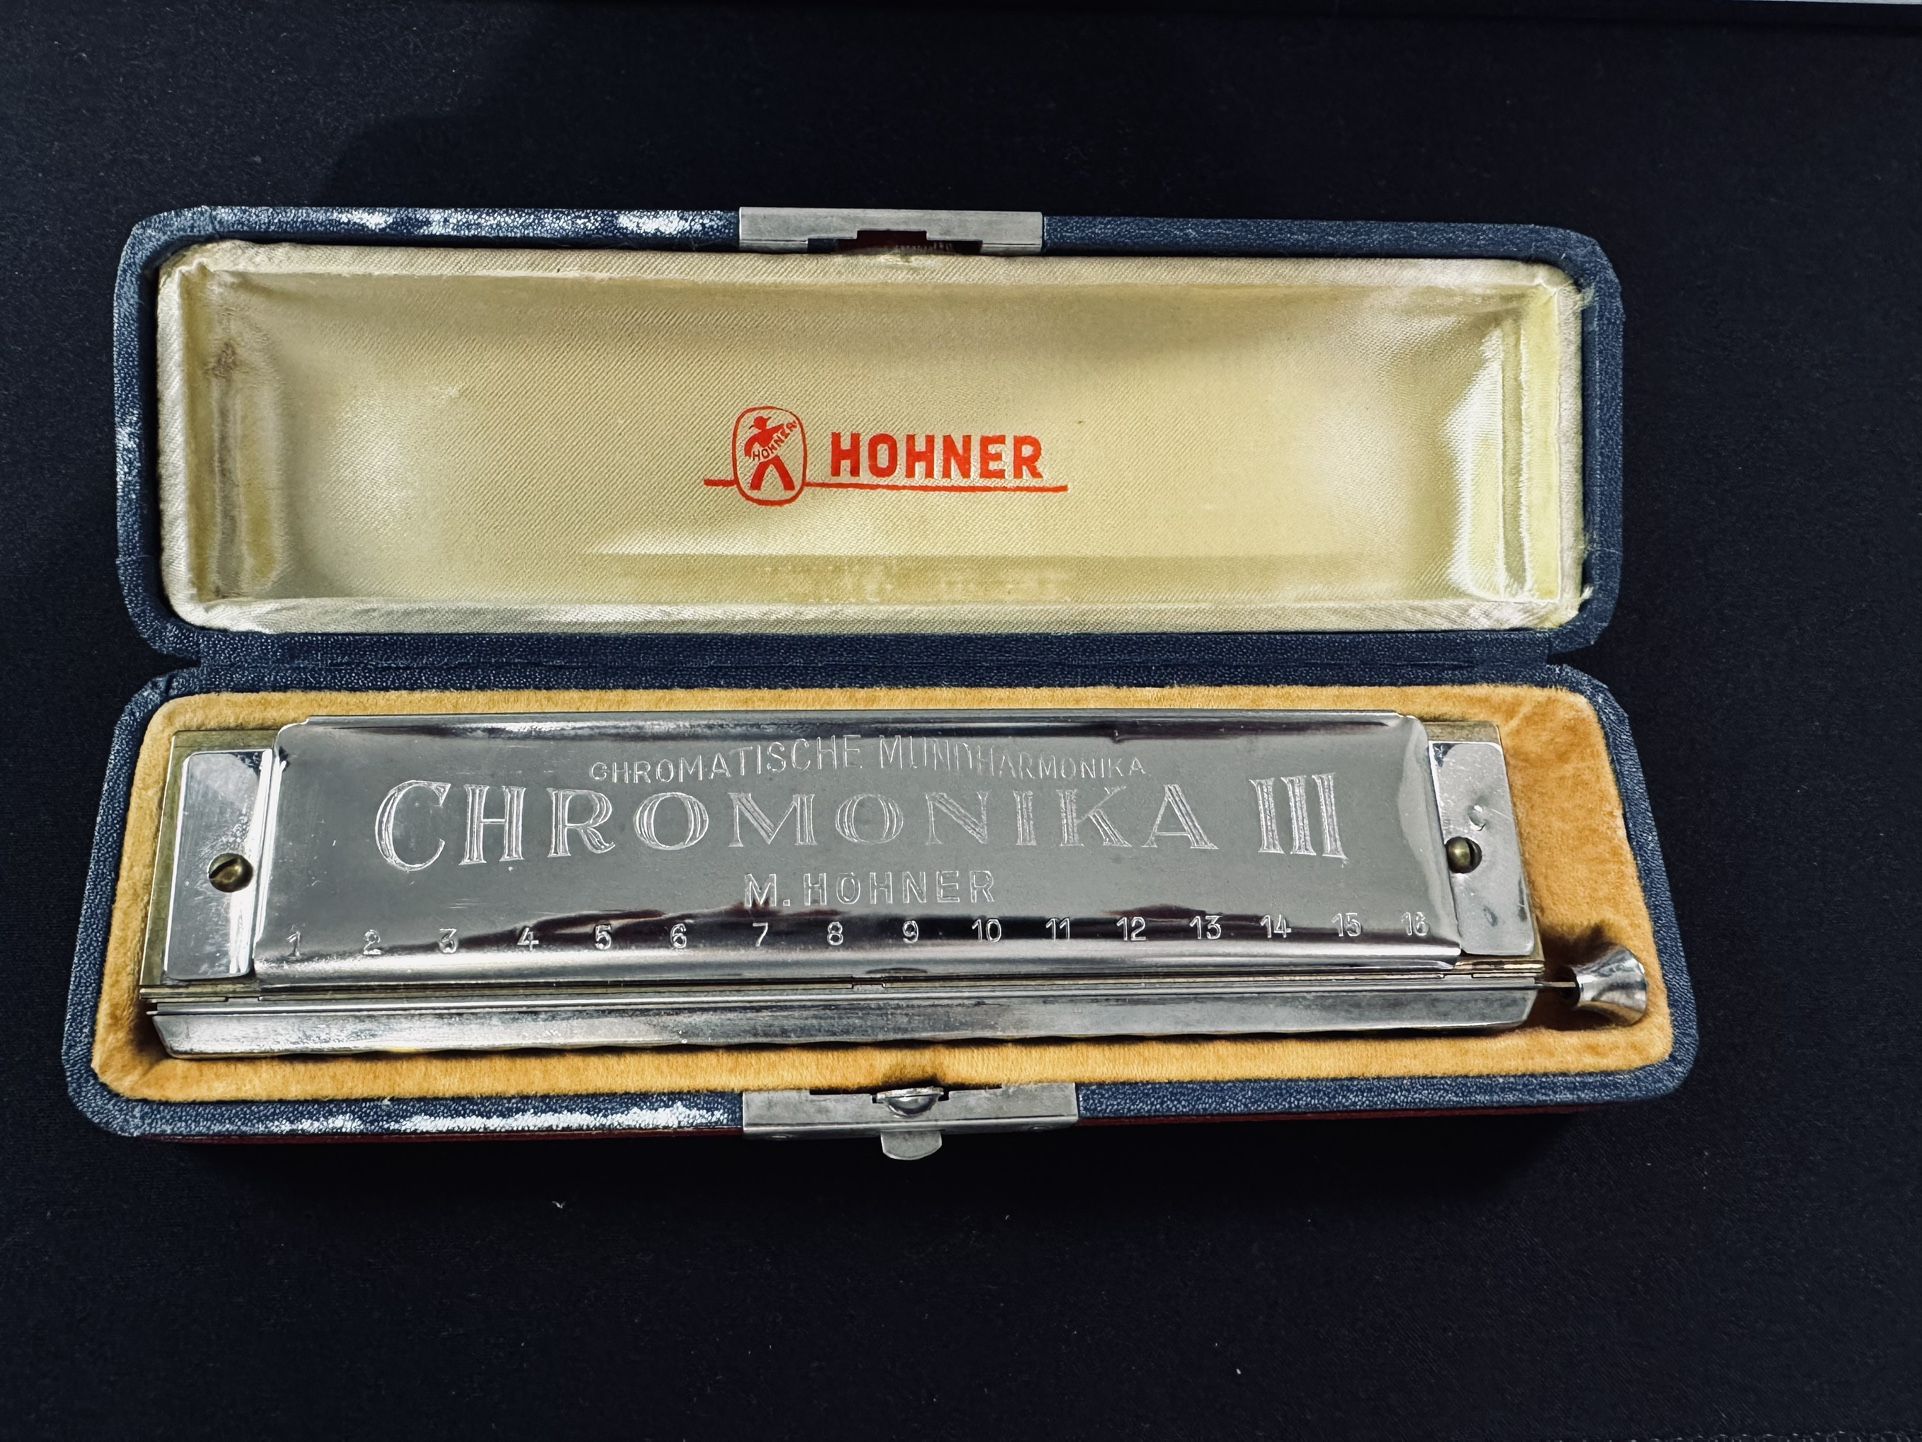 HOHNER
HOHNER
CHROMATISCHE MUNDHARMONIKA
CHROMONIKA III
M. HOHNER
1 2 3 4 5 6 7 8 9 10 11 12 13 14 15 16